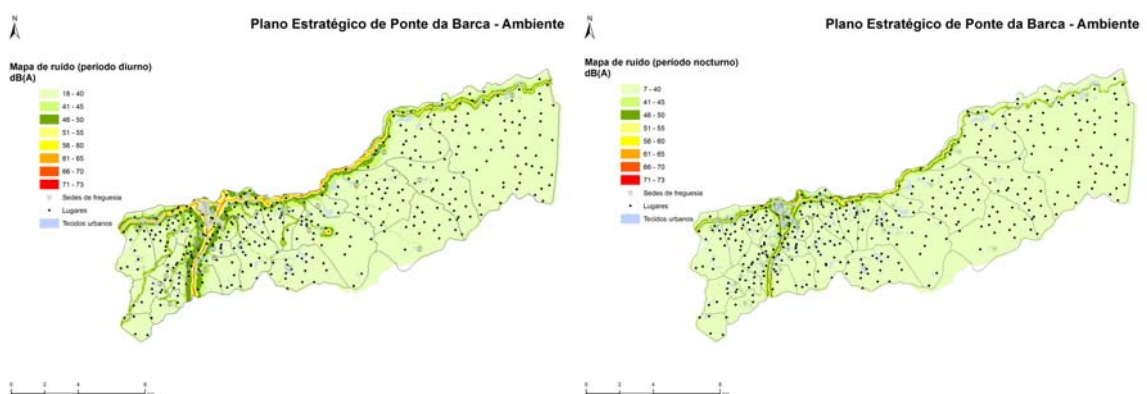 N
Plano Estratégico de Ponte da Barca - Ambiente
Mapa de ruído (período diurno)
dB(A)
18 - 40
41 - 45
46 - 50
51 - 55
56 - 60
61 - 65
66 - 70
71 - 73
Sedes de freguesia
Lugares
Tecidos urbanos
0 2 4 8
N
Plano Estratégico de Ponte da Barca - Ambiente
Mapa de ruído (período nocturno)
dB(A)
7 - 40
41 - 45
46 - 50
51 - 55
56 - 60
61 - 65
66 - 70
71 - 73
Sedes de freguesia
Lugares
Tecidos urbanos
0 2 4 8